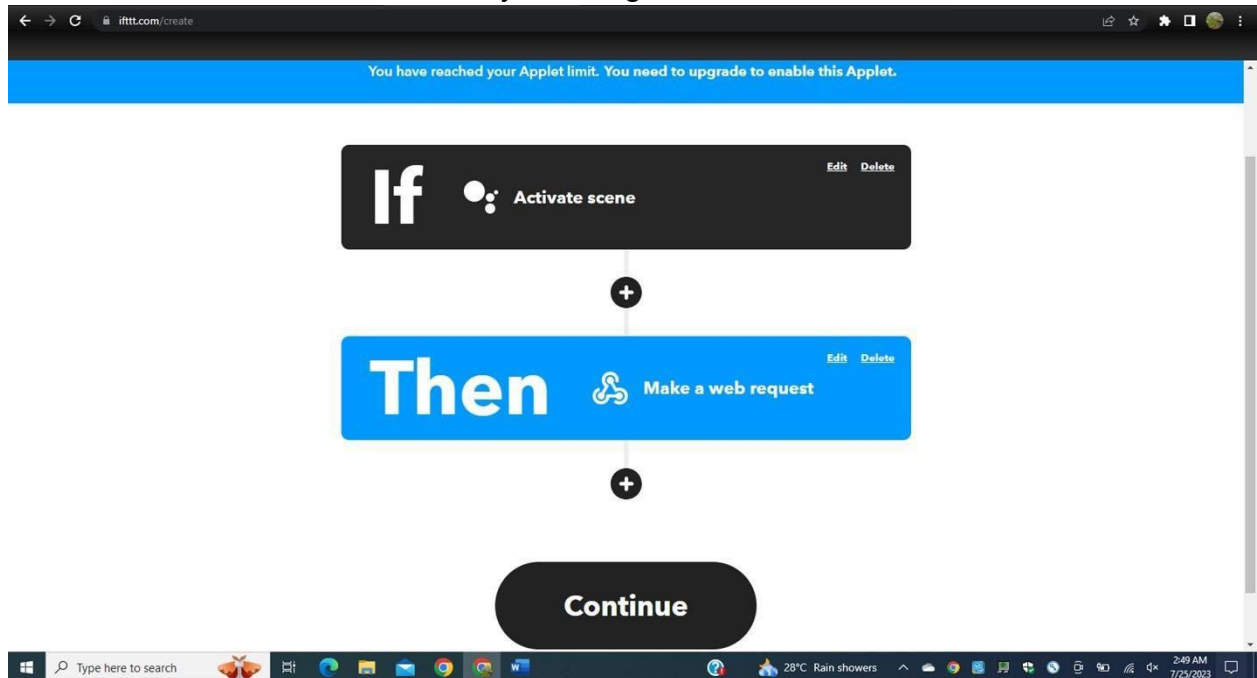 ifttt.com/create
You have reached your Applet limit. You need to upgrade to enable this Applet.
If
Activate scene
Edit Delete
Then
Make a web request
Edit Delete
Continue
Type here to search
28°C Rain showers
2:49 AM
7/25/2023